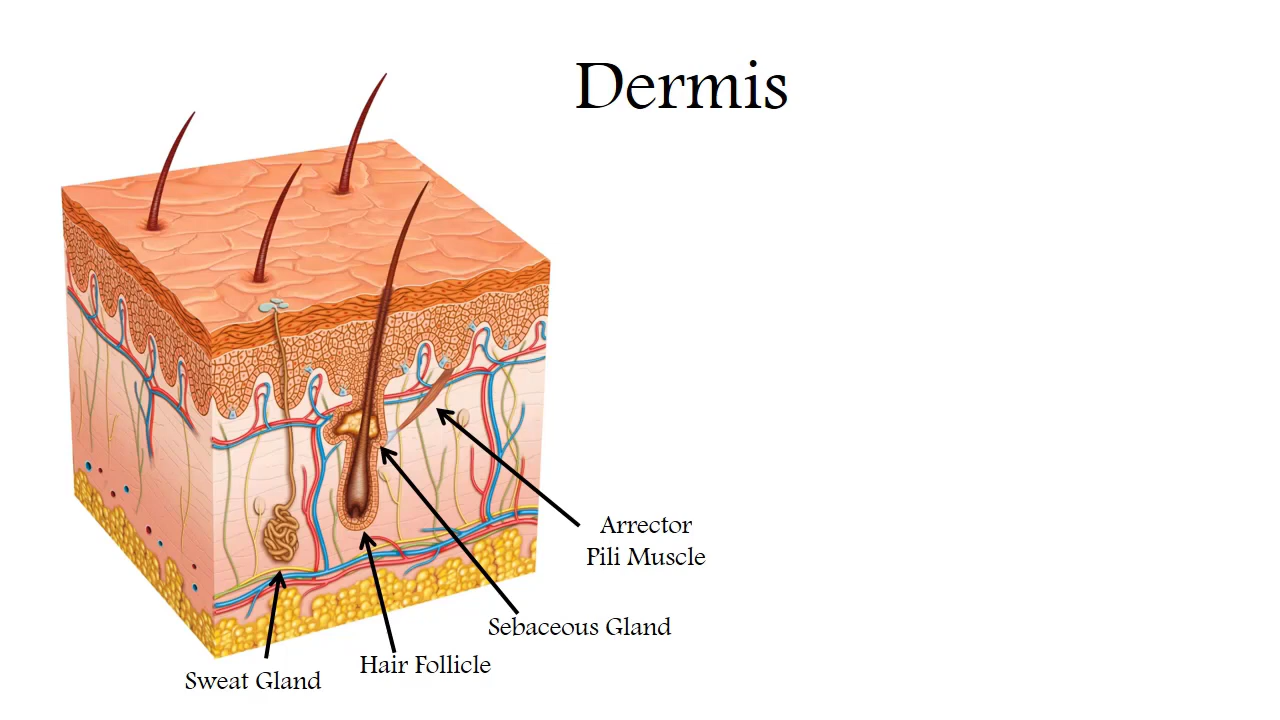 Dermis
Arrector
Pili Muscle
Sebaceous Gland
Hair Follicle
Sweat Gland